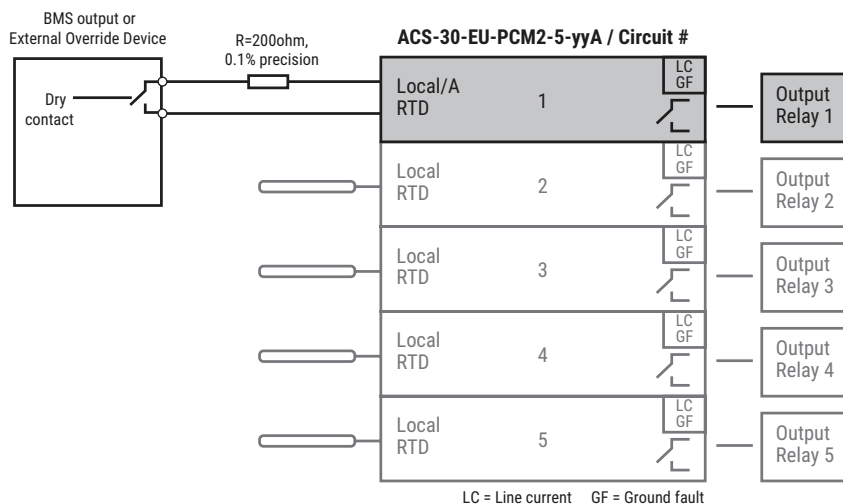 BMS output or
External Override Device
R=200ohm,
0.1% precision
ACS-30-EU-PCM2-5-yyA / Circuit #
Dry
contact
Local/A
RTD
1
LC
GF
Output
Relay 1
Local
RTD
2
LC
GF
Output
Relay 2
Local
RTD
3
LC
GF
Output
Relay 3
Local
RTD
4
LC
GF
Output
Relay 4
Local
RTD
5
LC
GF
Output
Relay 5
LC = Line current GF = Ground fault